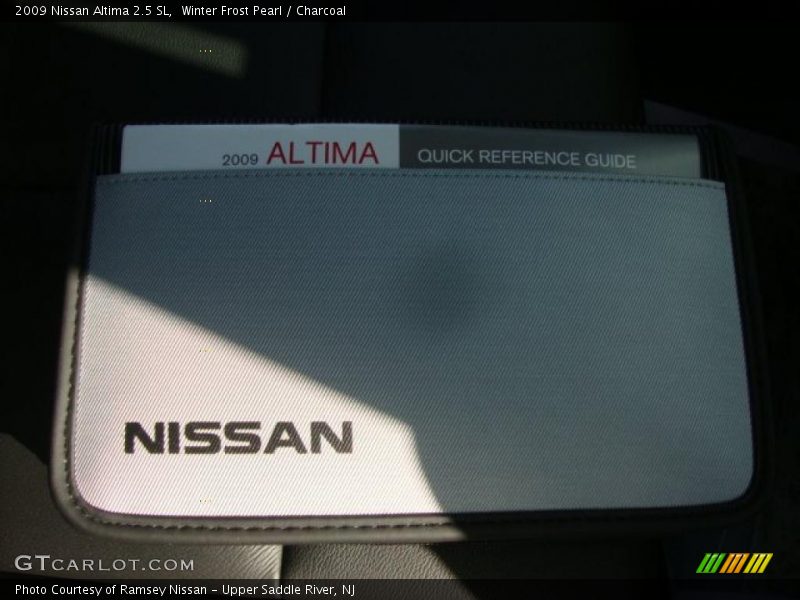 2009 Nissan Altima 2.5 SL,  Winter Frost Pearl / Charcoal
2009 ALTIMA QUICK REFERENCE GUIDE
NISSAN
GTCARLOT.COM
Photo Courtesy of Ramsey Nissan - Upper Saddle River, NJ